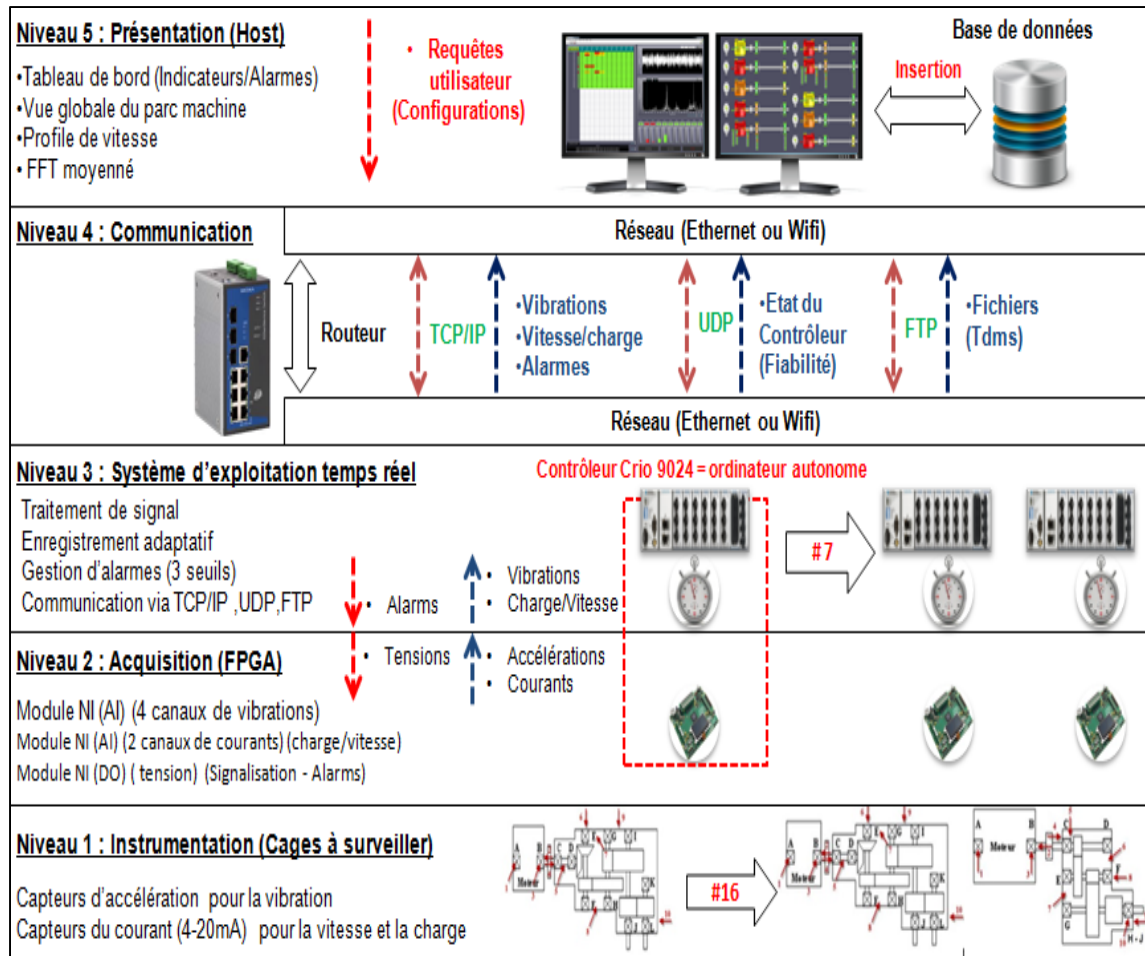 Niveau 5 : Présentation (Host)
•Tableau de bord (Indicateurs/Alarmes)
•Vue globale du parc machine
•Profile de vitesse
• FFT moyenné
• Requêtes
utilisateur
(Configurations)
Base de données
Insertion
Niveau 4 : Communication
Réseau (Ethernet ou Wifi)
Routeur
TCP/IP
•Vibrations
•Vitesse/charge
•Alarmes
UDP
•Etat du
Contrôleur
(Fiabilité)
FTP
•Fichiers
(Tdms)
Réseau (Ethernet ou Wifi)
Niveau 3 : Système d'exploitation temps réel
Traitement de signal
Enregistrement adaptatif
Gestion d'alarmes (3 seuils)
Communication via TCP/IP ,UDP,FTP
• Alarms
• Vibrations
• Charge/Vitesse
Contrôleur Crio 9024 = ordinateur autonome
#7
Niveau 2 : Acquisition (FPGA)
• Tensions
• Accélérations
• Courants
Module NI (AI) (4 canaux de vibrations)
Module NI (AI) (2 canaux de courants) (charge/vitesse)
Module NI (DO) ( tension) (Signalisation - Alarms)
Niveau 1 : Instrumentation (Cages à surveiller)
Capteurs d'accélération pour la vibration
Capteurs du courant (4-20mA) pour la vitesse et la charge
A
B
C
D
E
G
I
K
J
L
Moteur
#16
A
B
C
D
E
G
I
K
J
L
Moteur
A
B
C
D
E
F
G
H - J
Moteur